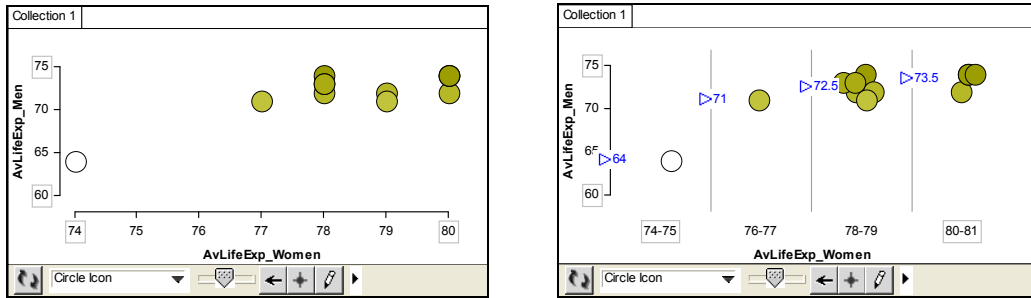 Collection 1
75
70
65
60
AvLifeExp_Men
74
75
76
77
78
79
80
AvLifeExp_Women
Circle Icon
Collection 1
75
70
65
60
AvLifeExp_Men
64
71
72.5
73.5
74-75
76-77
78-79
80-81
AvLifeExp_Women
Circle Icon